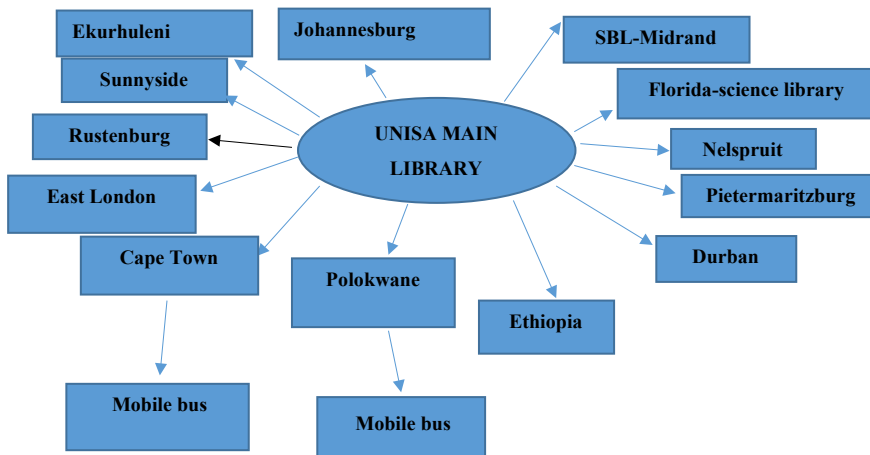 Ekurhuleni
Johannesburg
SBL-Midrand
Sunnyside
Florida-science library
Rustenburg
UNISA MAIN
LIBRARY
Nelspruit
East London
Pietermaritzburg
Cape Town
Durban
Polokwane
Ethiopia
Mobile bus
Mobile bus